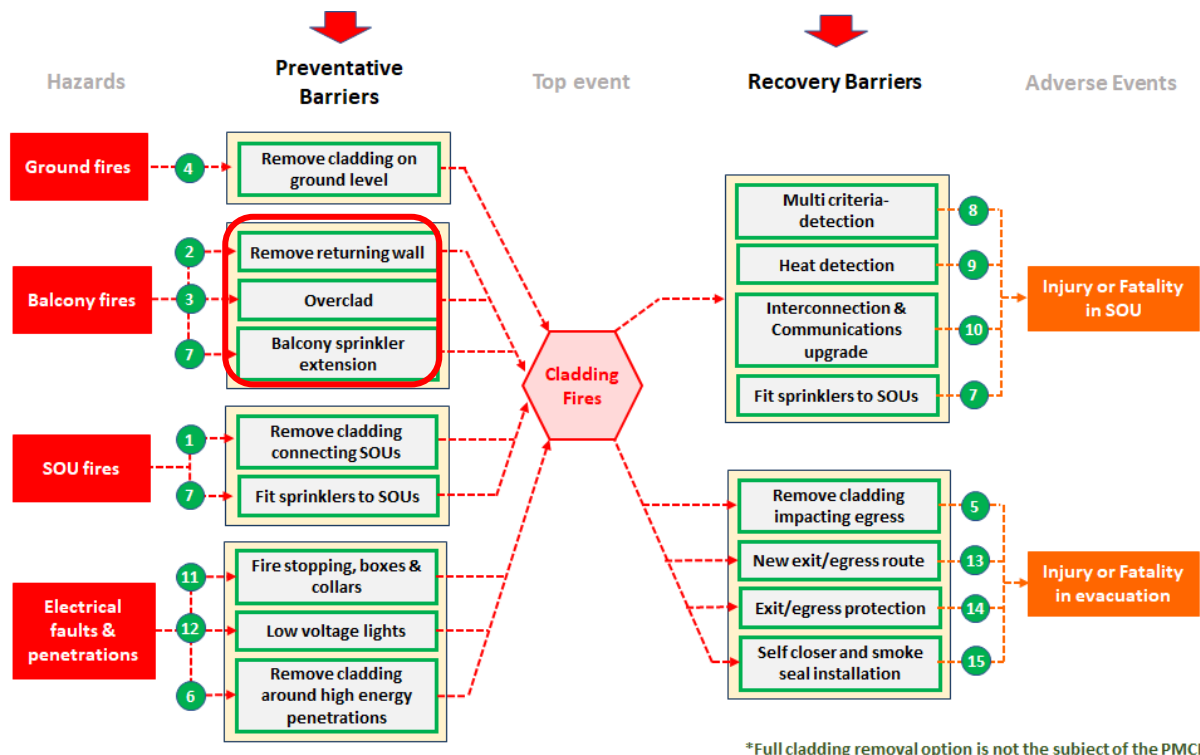 Hazards
Preventative
Barriers
Top event
Recovery Barriers
Adverse Events
Ground fires
4
Remove cladding on
ground level
Balcony fires
2
Remove returning wall
3
Overclad
7
Balcony sprinkler
extension
SOU fires
1
Remove cladding
connecting SOUs
7
Fit sprinklers to SOUs
Electrical
faults &
penetrations
11
Fire stopping, boxes &
collars
12
Low voltage lights
6
Remove cladding
around high energy
penetrations
Cladding
Fires
Multi criteria-
detection
8
Heat detection
9
Interconnection &
Communications
upgrade
10
Fit sprinklers to SOUs
7
Injury or Fatality
in SOU
Remove cladding
impacting egress
5
New exit/egress route
13
Exit/egress protection
14
Self closer and smoke
seal installation
15
Injury or Fatality
in evacuation
*Full cladding removal option is not the subject of the